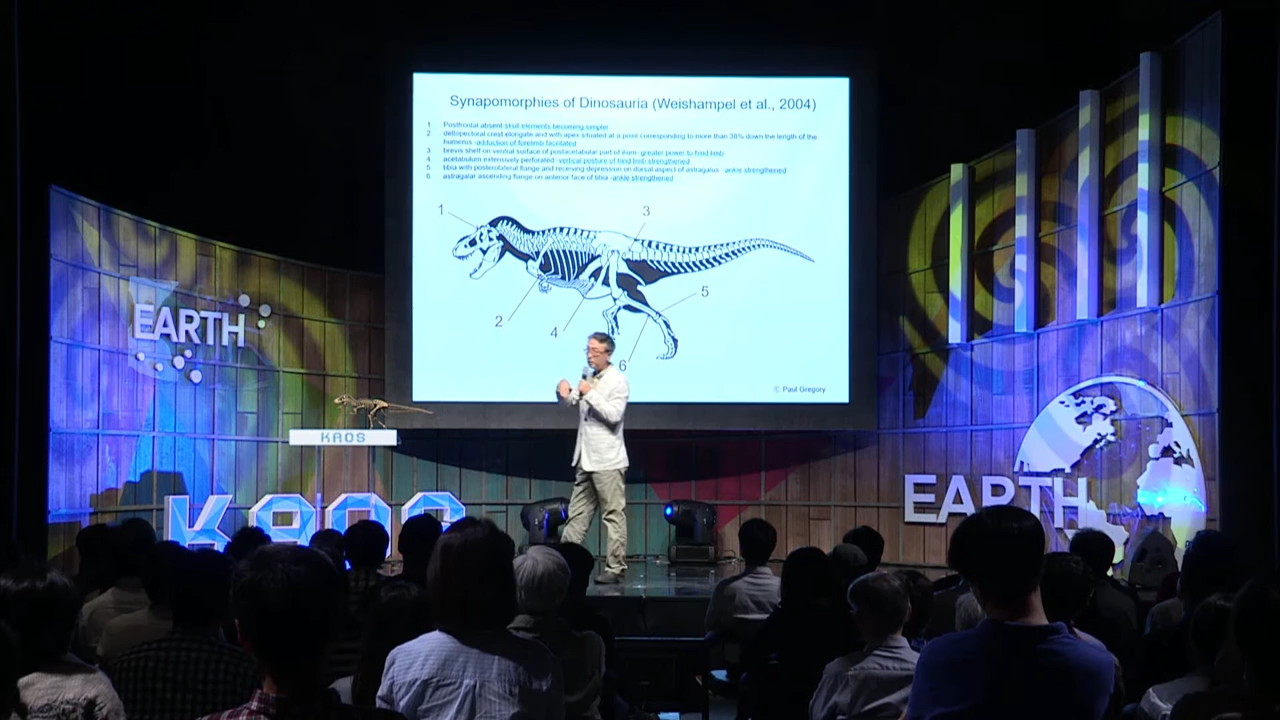 Synapomorphies of Dinosauria (Weishampel et al., 2004)
1 Postfrontal absent-skull elements becoming simpler
2 deltopectoral crest elongate and with apex situated at a point corresponding to more than 38% down the length of the
humerus -adduction of forelimb facilitated
3 brevis shelf on ventral surface of postacetabular part of ilium -greater power to hind limb
4 acetabulum extensively perforated -vertical posture of hind limb strengthened
5 tibia with posterolateral flange and receiving depression on dorsal aspect of astragalus - ankle strengthened
6 astragalar ascending flange on anterior face of tibia -ankle strengthened
1
3
5
2
4
6
© Paul Gregory
EARTH
KAOS
KAOS
EARTH